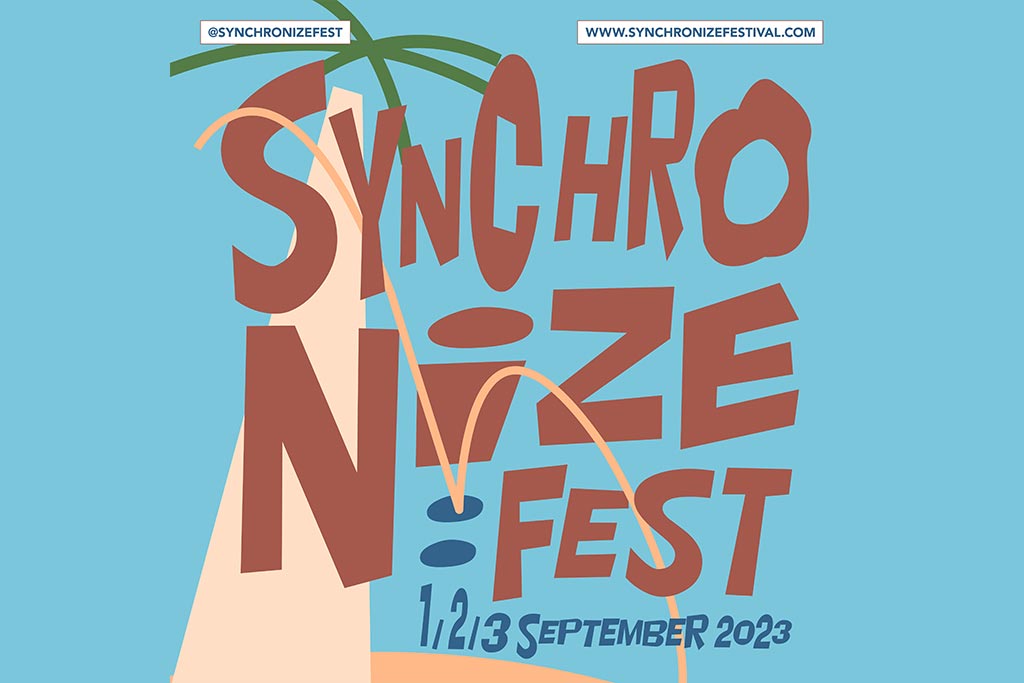 @SYNCHRONIZEFEST
WWW.SYNCHRONIZEFESTIVAL.COM
SYNCHRO
NiZE
FEST
1/2/3 SEPTEMBER 2023